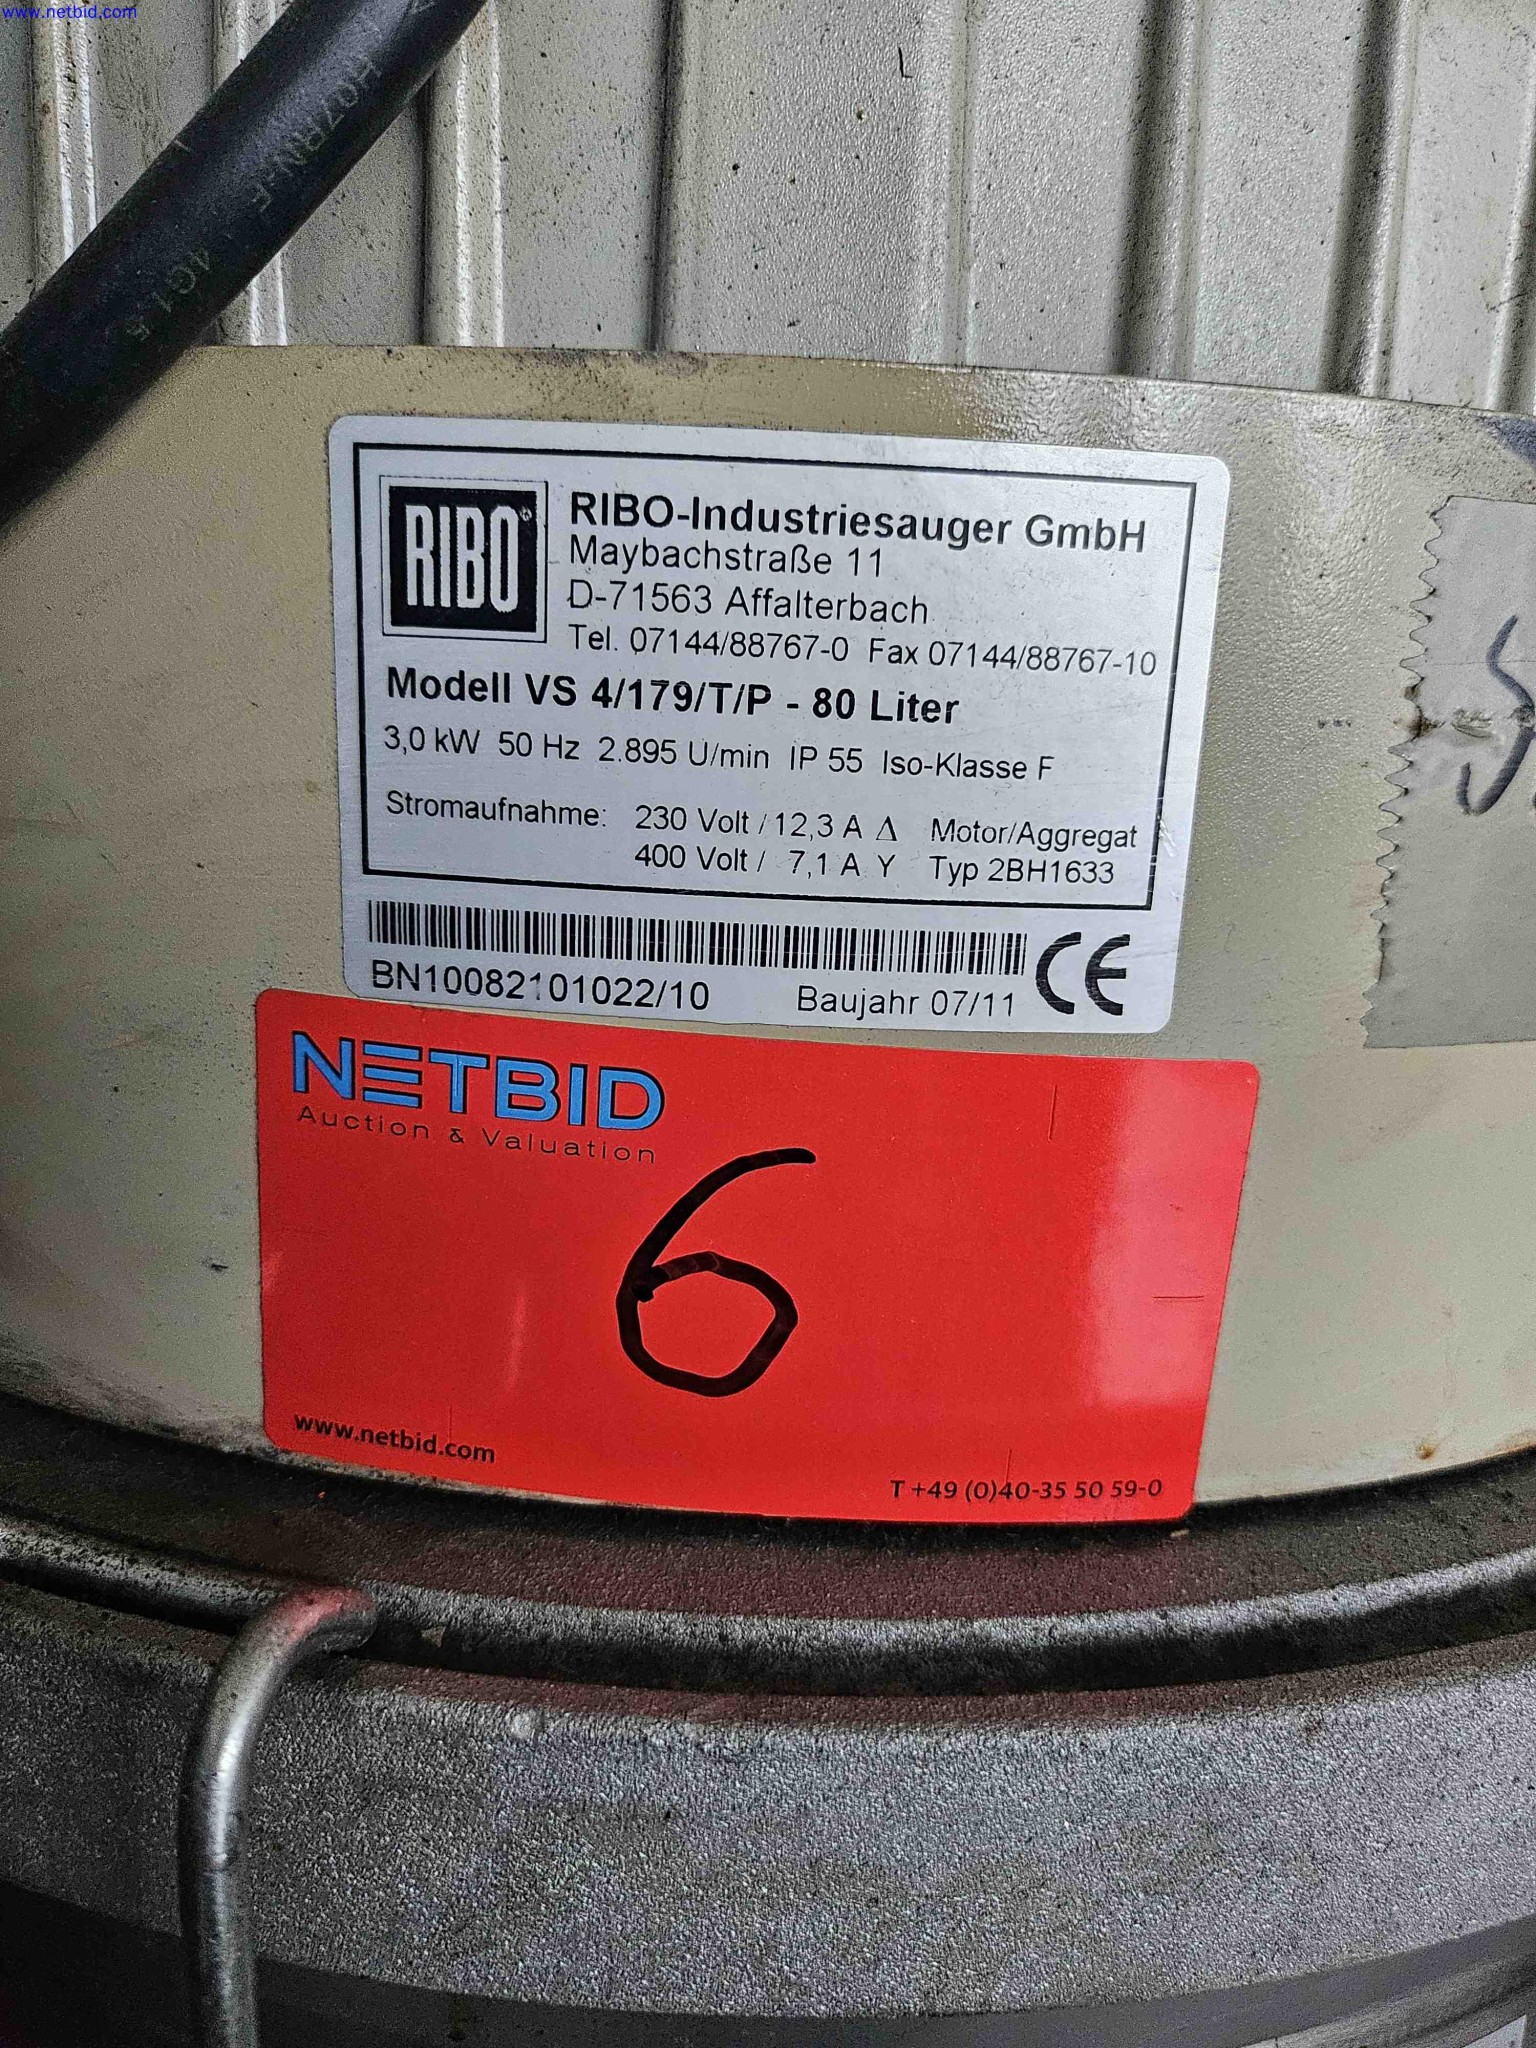 www.netbid.com
H07RN-F 4G1.5
RIBO®
RIBO-Industriesauger GmbH
Maybachstraße 11
D-71563 Affalterbach
Tel. 07144/88767-0 Fax 07144/88767-10
Modell VS 4/179/T/P - 80 Liter
3,0 kW 50 Hz 2.895 U/min IP 55 Iso-Klasse F
Stromaufnahme: 230 Volt / 12,3 A Δ Motor/Aggregat
400 Volt / 7,1 A Y Typ 2BH1633
BN10082101022/10 Baujahr 07/11 CE
NETBID
Auction & Valuation
6
www.netbid.com
T +49 (0)40-35 50 59-0